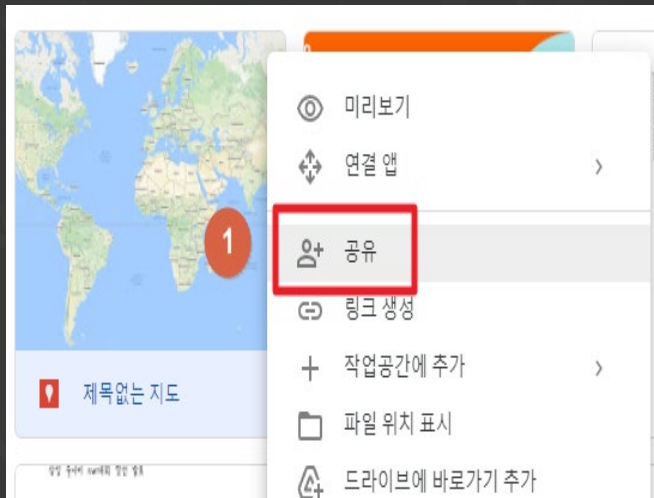 미리보기
연결 앱
1
공유
링크 생성
작업공간에 추가
제목없는 지도
파일 위치 표시
드라이브에 바로가기 추가